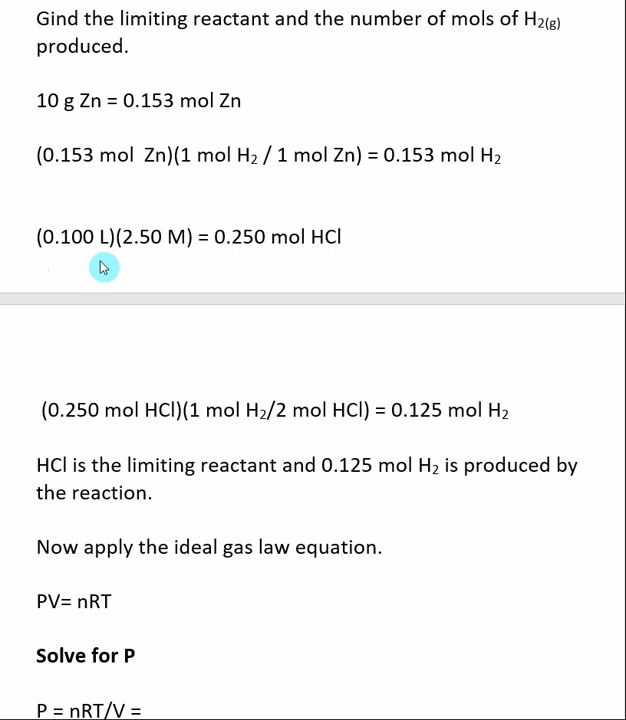 Gind the limiting reactant and the number of mols of H₂(g)
produced.
10 g Zn = 0.153 mol Zn
(0.153 mol  Zn)(1 mol H₂ / 1 mol Zn) = 0.153 mol H₂
(0.100 L)(2.50 M) = 0.250 mol HCl
(0.250 mol HCl)(1 mol H₂/2 mol HCl) = 0.125 mol H₂
HCl is the limiting reactant and 0.125 mol H₂ is produced by
the reaction.
Now apply the ideal gas law equation.
PV= nRT
Solve for P
P = nRT/V =